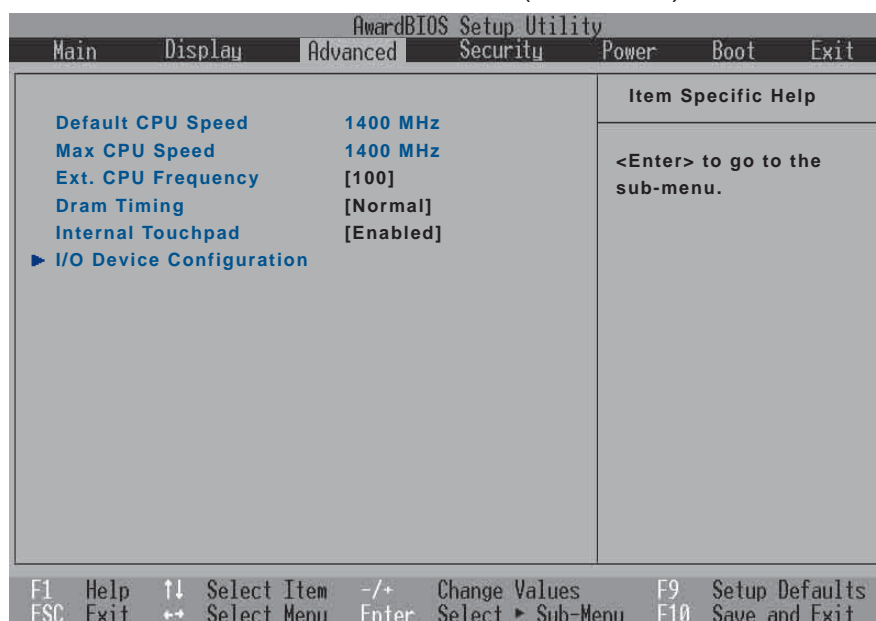 AwardBIOS Setup Utility
Main Display Advanced Security Power Boot Exit
Item Specific Help
Default CPU Speed 1400 MHz
Max CPU Speed 1400 MHz
<Enter> to go to the
sub-menu.
Ext. CPU Frequency [100]
Dram Timing [Normal]
Internal Touchpad [Enabled]
► I/O Device Configuration
F1 Help ↑↓ Select Item -/+ Change Values F9 Setup Defaults
ESC Exit ←→ Select Menu Enter Select ► Sub-Menu F10 Save and Exit